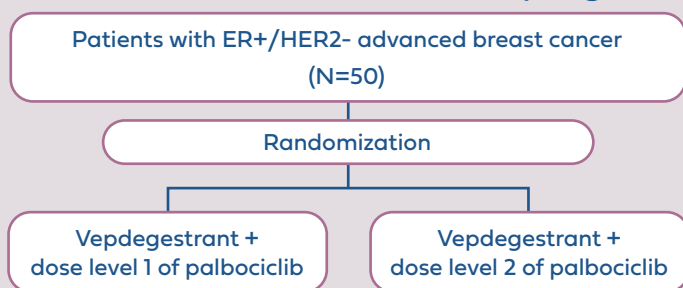 Patients with ER+/HER2- advanced breast cancer
(N=50)
Randomization
Vepdegestrant +
dose level 1 of palbociclib
Vepdegestrant +
dose level 2 of palbociclib